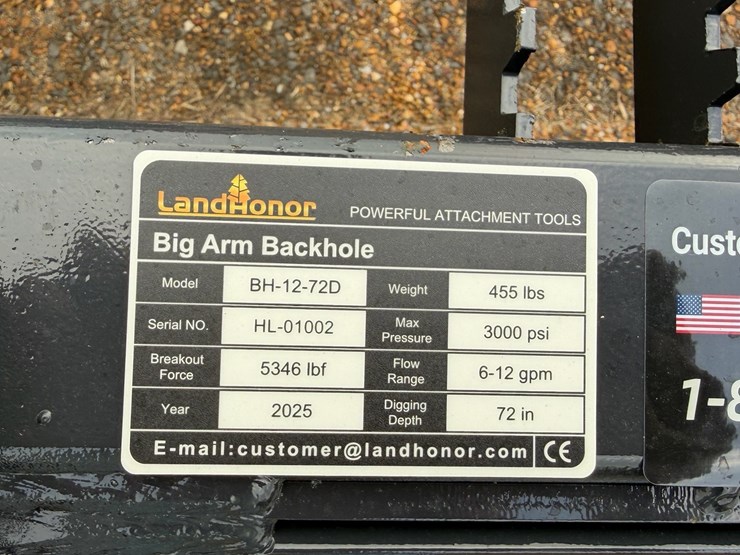 LandHonor POWERFUL ATTACHMENT TOOLS
Big Arm Backhole
Model BH-12-72D Weight 455 lbs
Serial NO. HL-01002 Max Pressure 3000 psi
Breakout Force 5346 lbf Flow Range 6-12 gpm
Year 2025 Digging Depth 72 in
E-mail:customer@landhonor.com CE
1-8